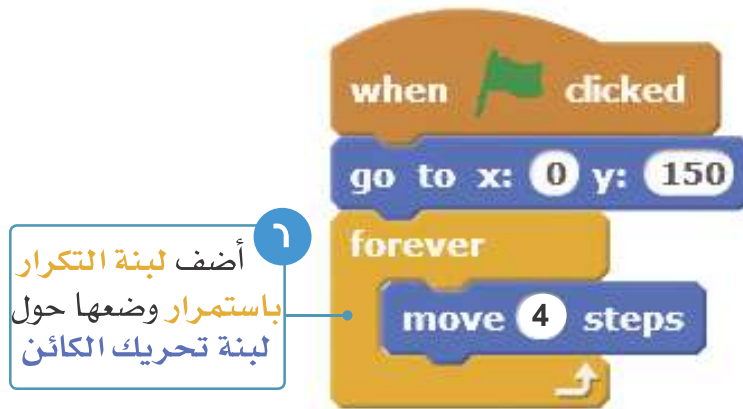 when clicked
go to x: 0 y: 150
forever
move 4 steps
٦
أضف لبنة التكرار
باستمرار وضعها حول
لبنة تحريك الكائن